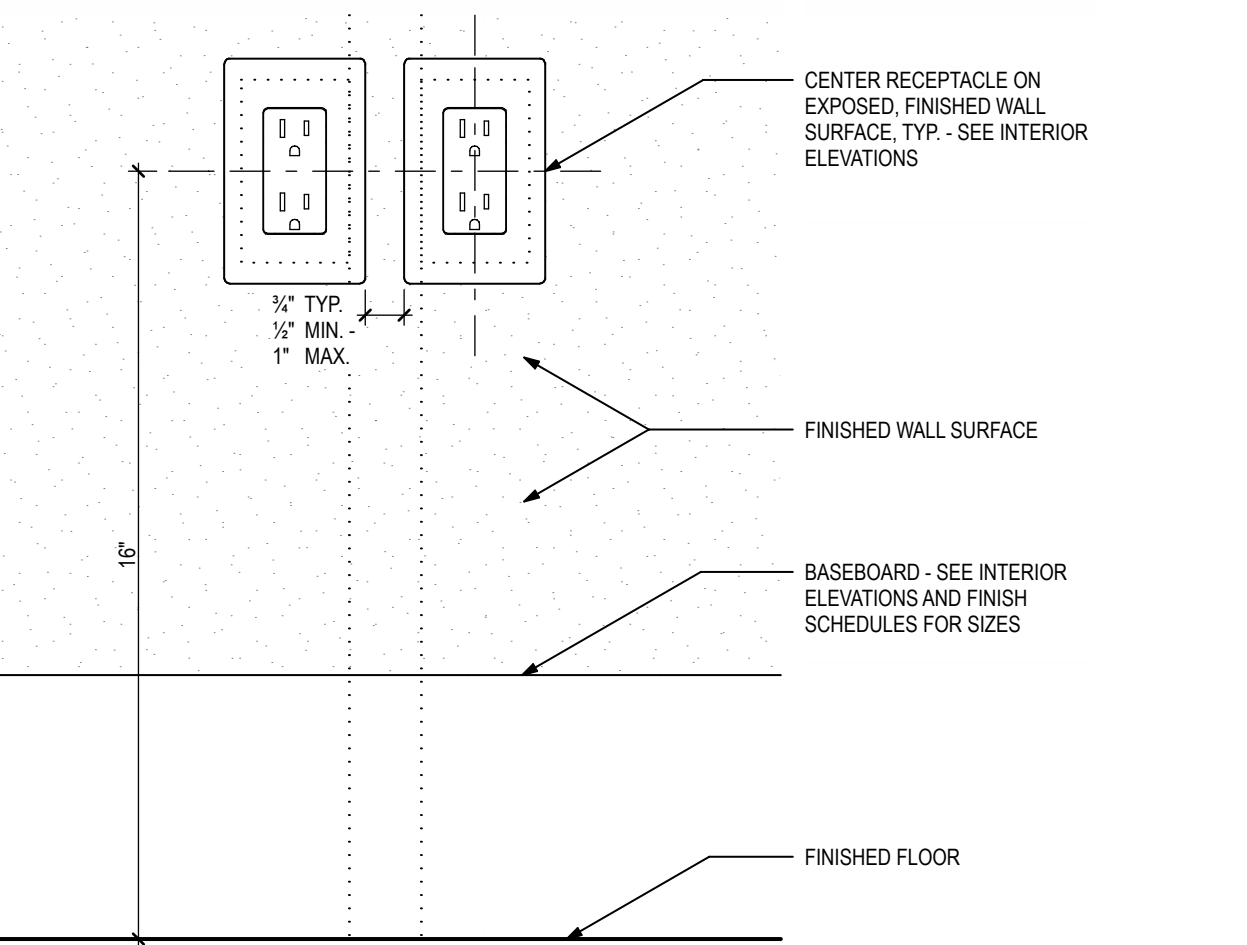 CENTER RECEPTACLE ON
EXPOSED, FINISHED WALL
SURFACE, TYP. - SEE INTERIOR
ELEVATIONS
¾" TYP.
½" MIN. -
1" MAX.
FINISHED WALL SURFACE
16"
BASEBOARD - SEE INTERIOR
ELEVATIONS AND FINISH
SCHEDULES FOR SIZES
FINISHED FLOOR